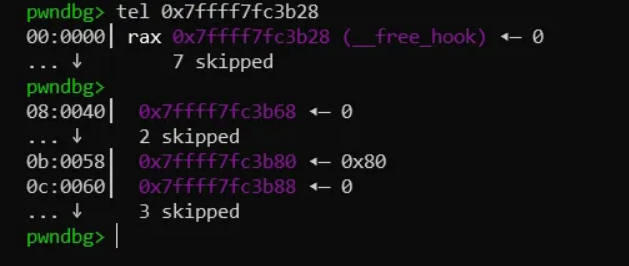 pwndbg> tel 0x7ffff7fc3b28
00:0000│ rax 0x7ffff7fc3b28 (__free_hook) ◂— 0
... ↓ 7 skipped
pwndbg>
08:0040│ 0x7ffff7fc3b68 ◂— 0
... ↓ 2 skipped
0b:0058│ 0x7ffff7fc3b80 ◂— 0x80
0c:0060│ 0x7ffff7fc3b88 ◂— 0
... ↓ 3 skipped
pwndbg>